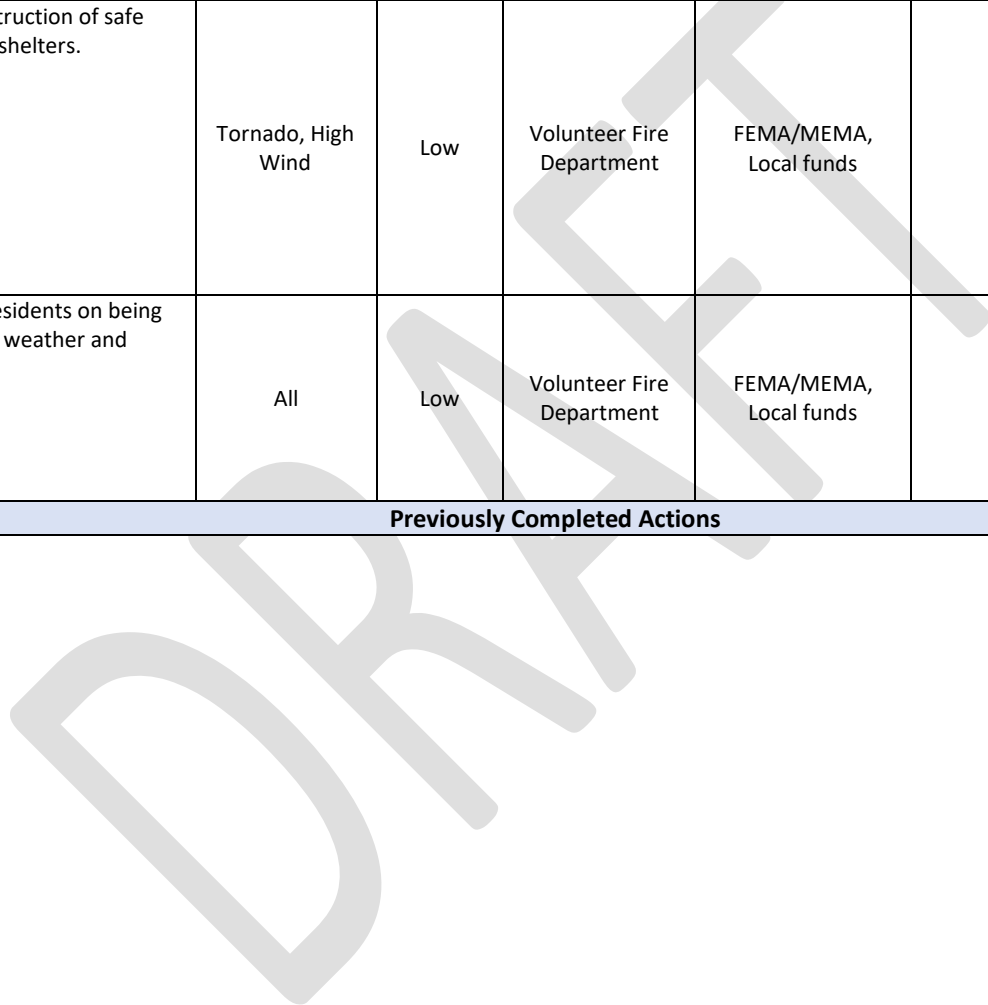 truction of safe
shelters.
Tornado, High
Wind
Low
Volunteer Fire
Department
FEMA/MEMA,
Local funds
esidents on being
weather and
All
Low
Volunteer Fire
Department
FEMA/MEMA,
Local funds
Previously Completed Actions
DRAFT